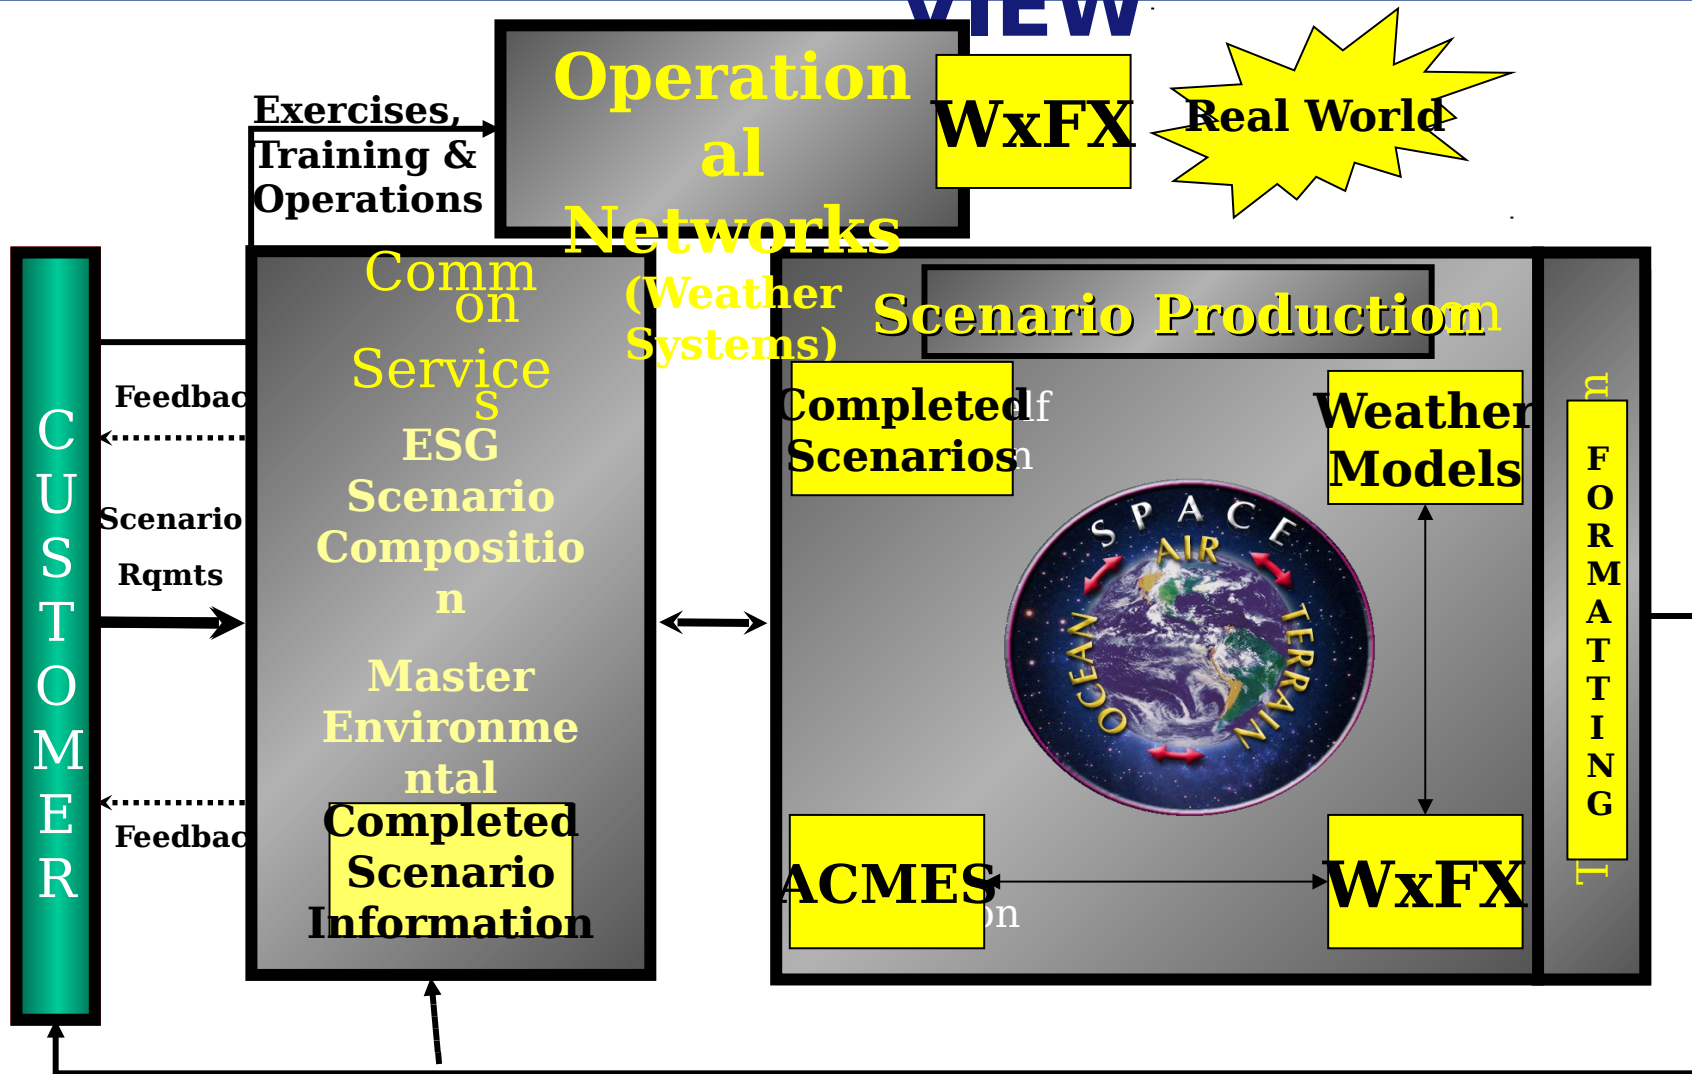 VIEW
Operation
al
Networks
(Weather
Systems)
WxFX
Real World
Exercises,
Training &
Operations
C
U
S
T
O
M
E
R
Feedbac
Scenario
Rqmts
Feedbac
Comm
on
Service
s
ESG
Scenario
Compositio
n
Master
Environme
ntal
Completed
Scenario
Information
Scenario Production
Completed
Scenarios
Weather
Models
SPACE
AIR
OCEAN
TERRAIN
ACMES
WxFX
F
O
R
M
A
T
T
I
N
G